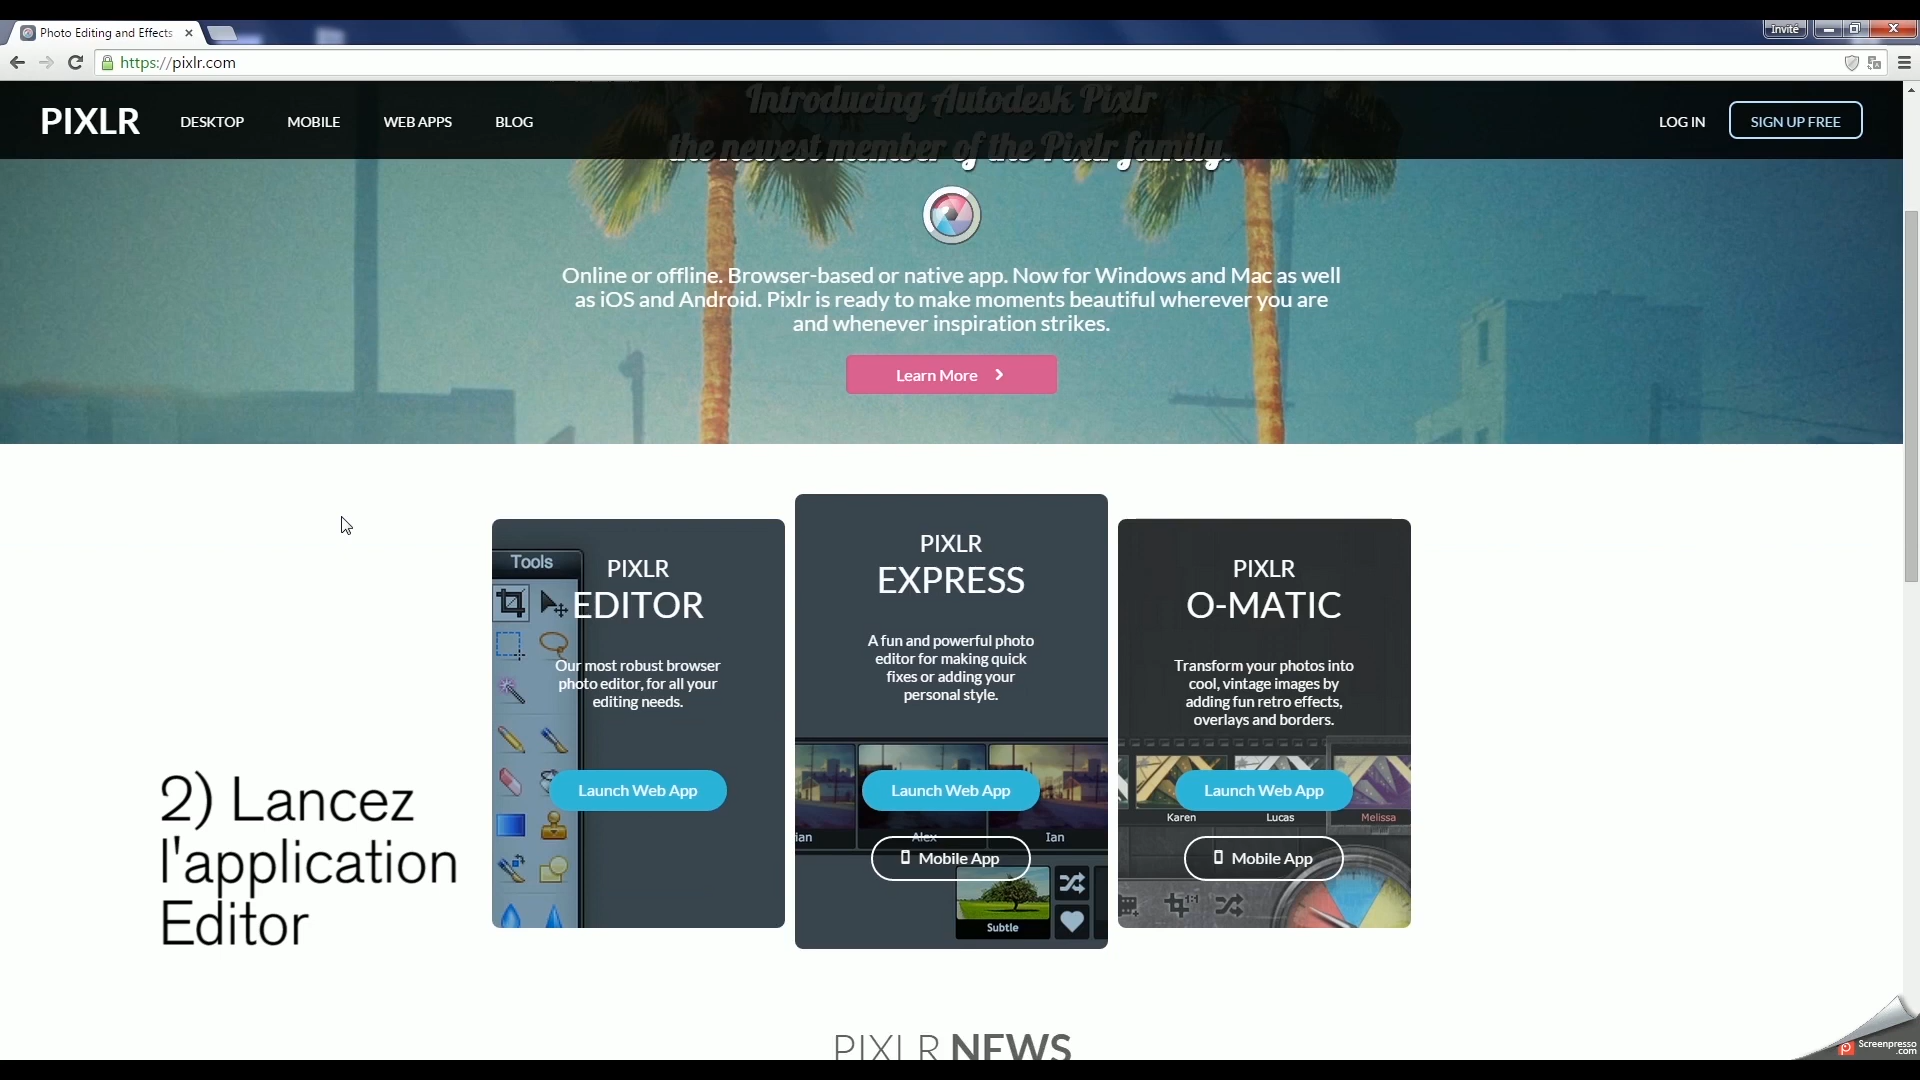 Photo Editing and Effects
Invité
https://pixlr.com
PIXLR
DESKTOP
MOBILE
WEB APPS
BLOG
LOG IN
SIGN UP FREE
Introducing Autodesk Pixlr
the newest member of the Pixlr family.
Online or offline. Browser-based or native app. Now for Windows and Mac as well
as iOS and Android. Pixlr is ready to make moments beautiful wherever you are
and whenever inspiration strikes.
Learn More
Tools
PIXLR
EDITOR
Our most robust browser
photo editor, for all your
editing needs.
Launch Web App
PIXLR
EXPRESS
A fun and powerful photo
editor for making quick
fixes or adding your
personal style.
Launch Web App
Alex
Ian
Mobile App
Subtle
PIXLR
O-MATIC
Transform your photos into
cool, vintage images by
adding fun retro effects,
overlays and borders.
Launch Web App
Karen
Lucas
Melissa
Mobile App
2) Lancez
l'application
Editor
PIXLR NEWS
Screenpresso
.com